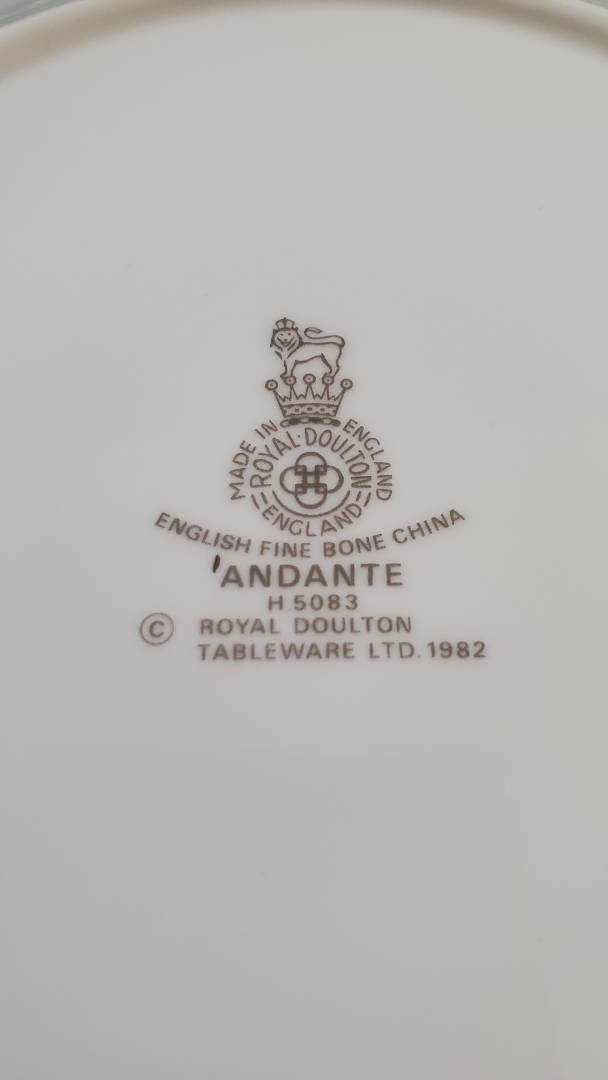 MADE IN ENGLAND
ROYAL·DOULTON
ENGLAND
ENGLISH FINE BONE CHINA
'ANDANTE
H.5083
© ROYAL DOULTON
TABLEWARE LTD. 1982